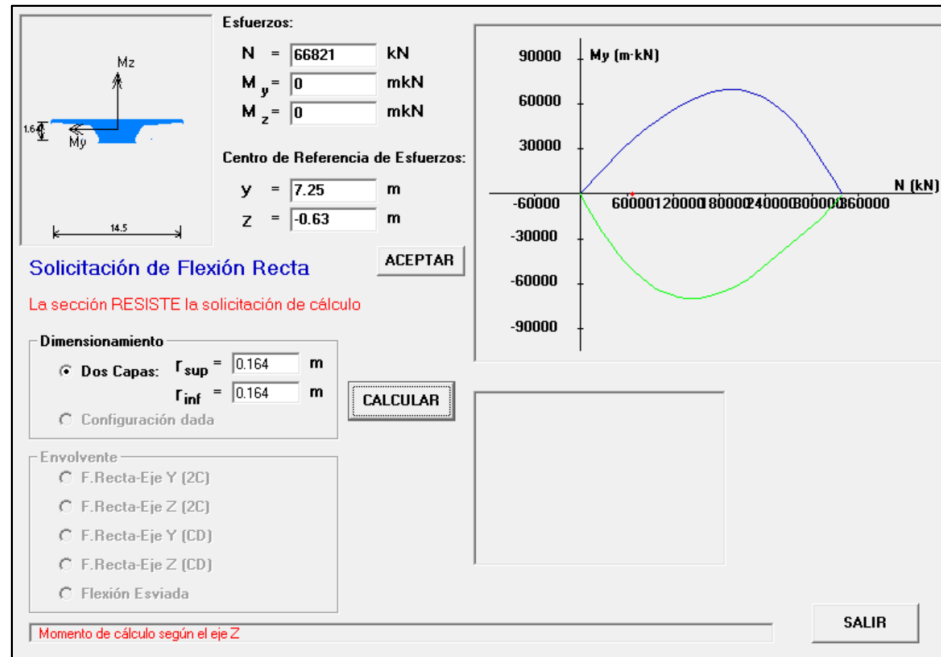 Esfuerzos:
N = 66821 kN
M y = 0 mkN
M z = 0 mkN
Centro de Referencia de Esfuerzos:
y = 7.25 m
z = -0.63 m
ACEPTAR
Mz
1.64
My
14.5
Solicitación de Flexión Recta
La sección RESISTE la solicitación de cálculo
Dimensionamiento
Dos Capas: r sup = 0.164 m
r inf = 0.164 m
Configuración dada
CALCULAR
Envolvente
F.Recta-Eje Y (2C)
F.Recta-Eje Z (2C)
F.Recta-Eje Y (CD)
F.Recta-Eje Z (CD)
Flexión Esviada
Momento de cálculo según el eje Z
My (m·kN)
90000
60000
30000
N (kN)
-60000 60000 120000 180000 240000 300000 360000
-30000
-60000
-90000
SALIR